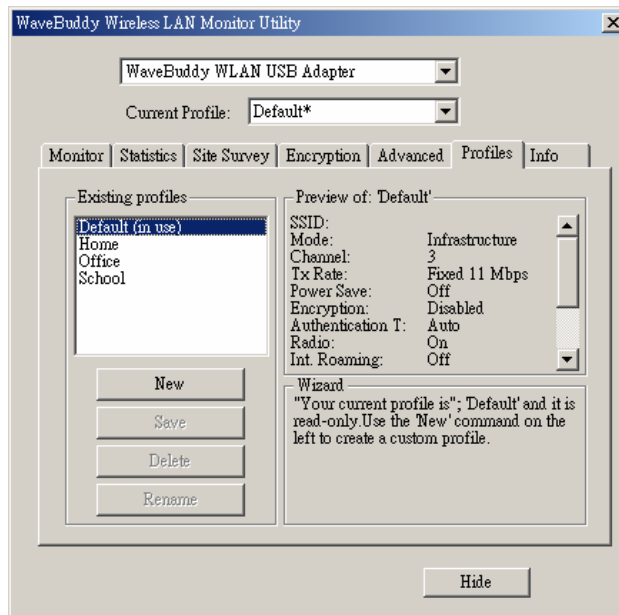 WaveBuddy Wireless LAN Monitor Utility
WaveBuddy WLAN USB Adapter
Current Profile: Default*
Monitor Statistics Site Survey Encryption Advanced Profiles Info
Existing profiles
Default (in use)
Home
Office
School
New
Save
Delete
Rename
Preview of: 'Default'
SSID:
Mode: Infrastructure
Channel: 3
Tx Rate: Fixed 11 Mbps
Power Save: Off
Encryption: Disabled
Authentication T: Auto
Radio: On
Int. Roaming: Off
Wizard
"Your current profile is"; 'Default' and it is
read-only.Use the 'New' command on the
left to create a custom profile.
Hide